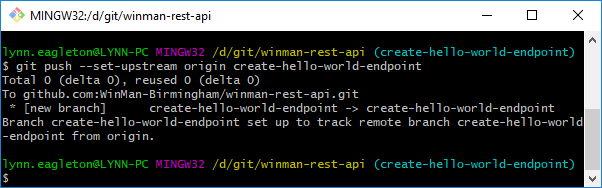 MINGW32:/d/git/winman-rest-api
lynn.eagleton@LYNN-PC MINGW32 /d/git/winman-rest-api (create-hello-world-endpoint)
$ git push --set-upstream origin create-hello-world-endpoint
Total 0 (delta 0), reused 0 (delta 0)
To github.com:WinMan-Birmingham/winman-rest-api.git
 * [new branch]      create-hello-world-endpoint -> create-hello-world-endpoint
Branch create-hello-world-endpoint set up to track remote branch create-hello-world
-endpoint from origin.
lynn.eagleton@LYNN-PC MINGW32 /d/git/winman-rest-api (create-hello-world-endpoint)
$